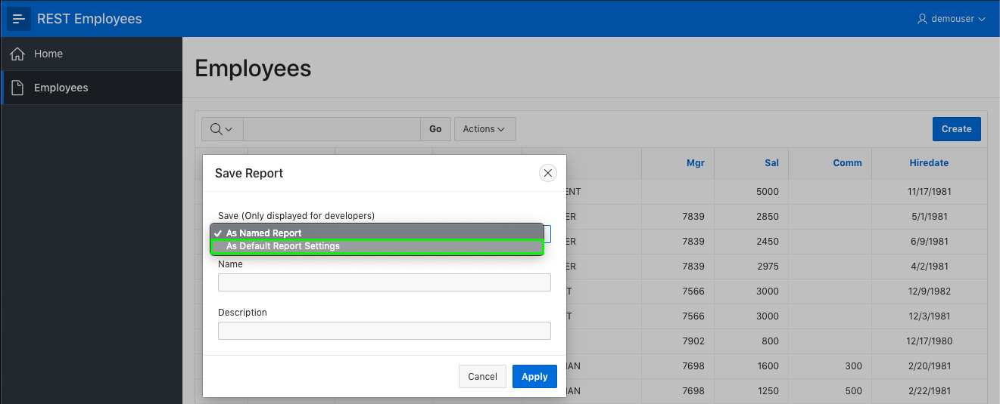 REST Employees
demouser
Home
Employees
Employees
Go
Actions
Create
Mgr Sal Comm Hiredate
Save Report
ENT 5000 11/17/1981
Save (Only displayed for developers)
ER 7839 2850 5/1/1981
✓ As Named Report
As Default Report Settings
ER 7839 2450 6/9/1981
Name
ER 7839 2975 4/2/1981
T 7566 3000 12/9/1982
Description
T 7566 3000 12/3/1981
7902 800 12/17/1980
Cancel
Apply
MAN 7698 1600 300 2/20/1981
MAN 7698 1250 500 2/22/1981